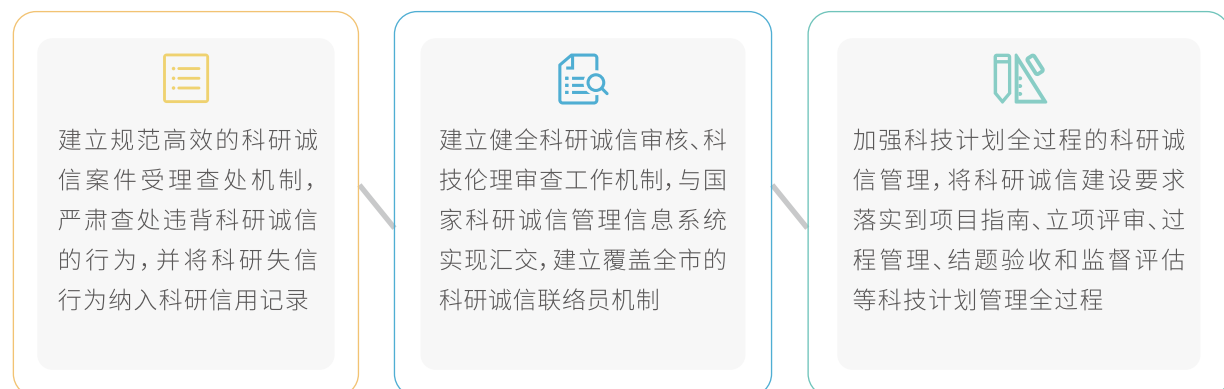 建立规范高效的科研诚
信案件受理查处机制，
严肃查处违背科研诚信
的行为，并将科研失信
行为纳入科研信用记录
建立健全科研诚信审核、科
技伦理审查工作机制，与国
家科研诚信管理信息系统
实现汇交，建立覆盖全市的
科研诚信联络员机制
加强科技计划全过程的科研诚
信管理，将科研诚信建设要求
落实到项目指南、立项评审、过
程管理、结题验收和监督评估
等科技计划管理全过程